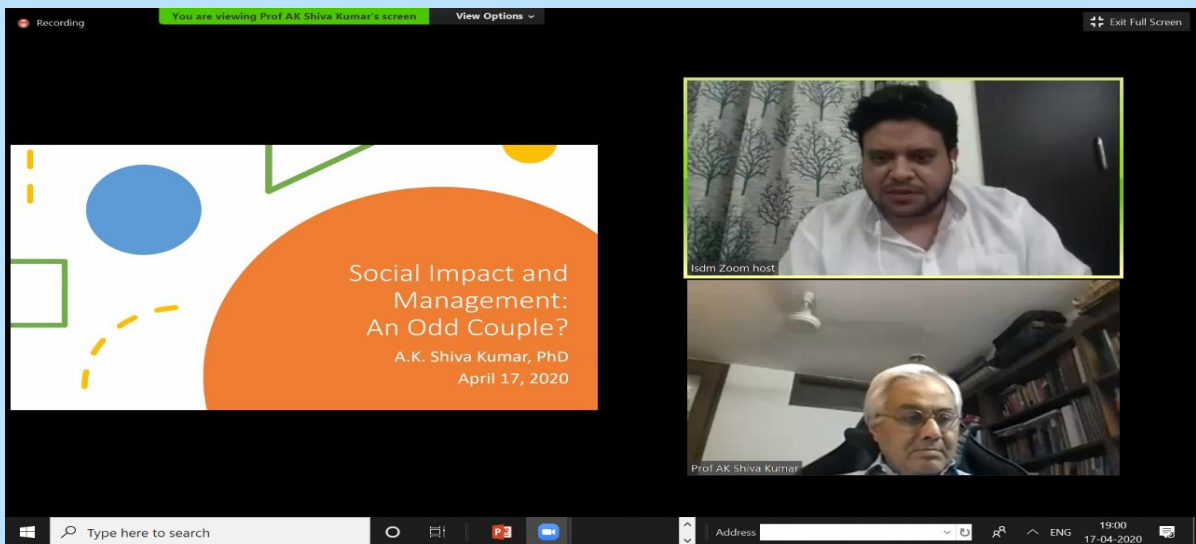 Recording
You are viewing Prof AK Shiva Kumar's screen
View Options
Exit Full Screen
Social Impact and
Management:
An Odd Couple?
A.K. Shiva Kumar, PhD
April 17, 2020
Isdm Zoom host
Prof AK Shiva Kumar
Type here to search
Address
ENG
19:00
17-04-2020